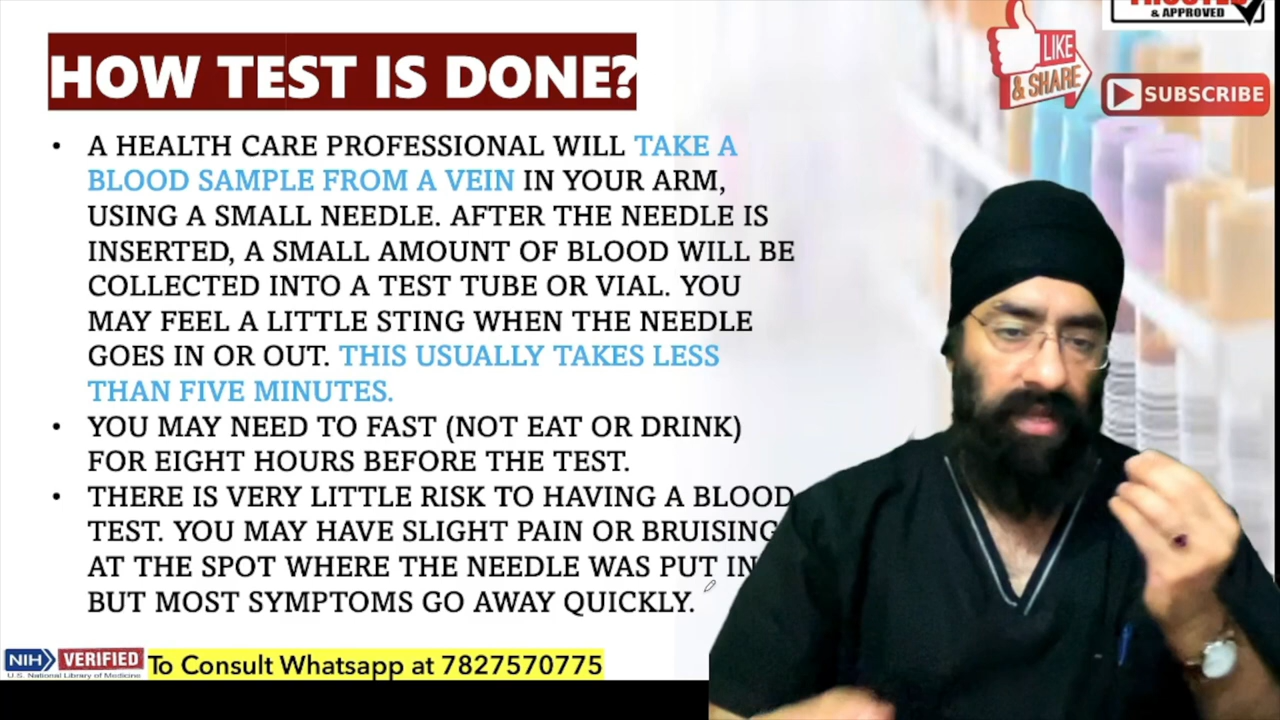 HOW TEST IS DONE?
• A HEALTH CARE PROFESSIONAL WILL TAKE A
BLOOD SAMPLE FROM A VEIN IN YOUR ARM,
USING A SMALL NEEDLE. AFTER THE NEEDLE IS
INSERTED, A SMALL AMOUNT OF BLOOD WILL BE
COLLECTED INTO A TEST TUBE OR VIAL. YOU
MAY FEEL A LITTLE STING WHEN THE NEEDLE
GOES IN OR OUT. THIS USUALLY TAKES LESS
THAN FIVE MINUTES.
• YOU MAY NEED TO FAST (NOT EAT OR DRINK)
FOR EIGHT HOURS BEFORE THE TEST.
• THERE IS VERY LITTLE RISK TO HAVING A BLOOD
TEST. YOU MAY HAVE SLIGHT PAIN OR BRUISING
AT THE SPOT WHERE THE NEEDLE WAS PUT IN
BUT MOST SYMPTOMS GO AWAY QUICKLY.
LIKE
& SHARE
& APPROVED
SUBSCRIBE
NIH VERIFIED
U.S. National Library of Medicine
To Consult Whatsapp at 7827570775